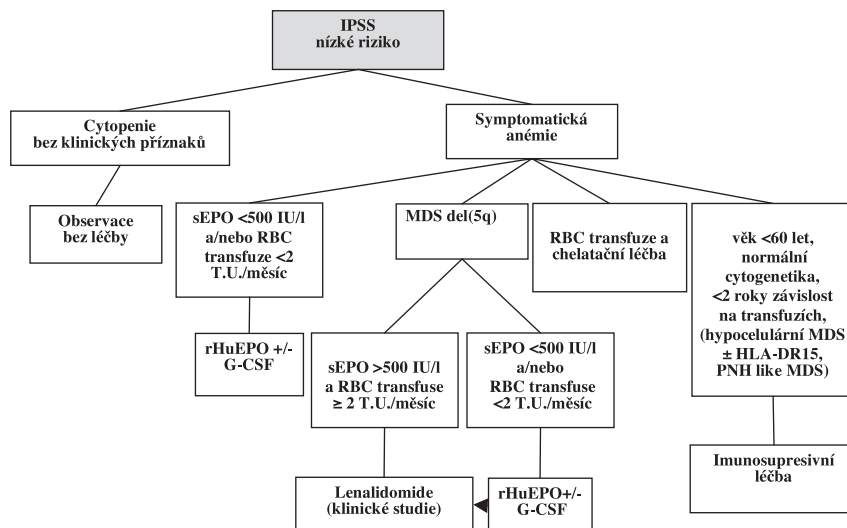 IPSS
nízké riziko
Cytopenie
bez klinických příznaků
Symptomatická
anémie
Observace
bez léčby
sEPO <500 IU/l
a/nebo RBC
transfuze <2
T.U./měsíc
MDS del(5q)
RBC transfuze a
chelatační léčba
věk <60 let,
normální
cytogenetika,
<2 roky závislost
na transfuzích,
(hypocelulární MDS
± HLA-DR15,
PNH like MDS)
rHuEPO +/-
G-CSF
sEPO >500 IU/l
a RBC transfuse
≥ 2 T.U./měsíc
sEPO <500 IU/l
a/nebo
RBC transfuse
<2 T.U./měsíc
Imunosupresivní
léčba
Lenalidomide
(klinické studie)
rHuEPO+/-
G-CSF